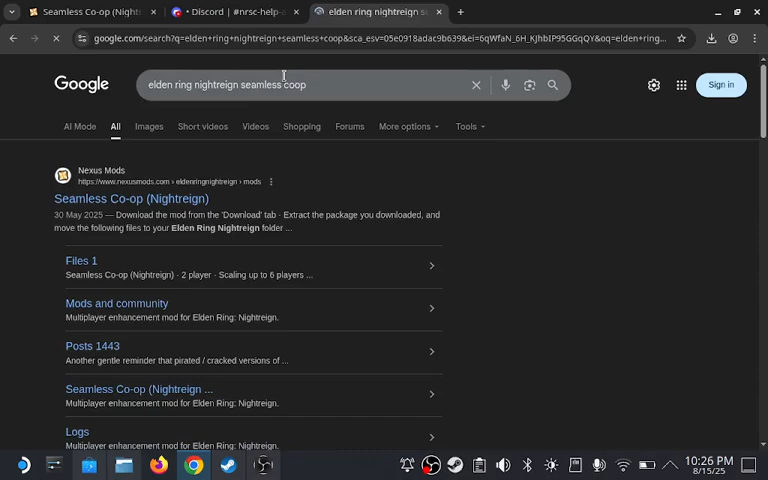 Seamless Co-op (Night
• Discord | #nrsc-help-a
elden ring nightreign se
google.com/search?q=elden+ring+nightreign+seamless+coop&sca_esv=05e0918adac9b639&ei=6qWfaN_6H_KJhbIP95GGqQY&oq=elden+ring...
Google
elden ring nightreign seamless coop
Sign in
AI Mode
All
Images
Short videos
Videos
Shopping
Forums
More options
Tools
Nexus Mods
https://www.nexusmods.com › eldenringnightreign › mods
Seamless Co-op (Nightreign)
30 May 2025 — Download the mod from the 'Download' tab · Extract the package you downloaded, and
move the following files to your Elden Ring Nightreign folder ...
Files 1
Seamless Co-op (Nightreign) · 2 player · Scaling up to 6 players ...
Mods and community
Multiplayer enhancement mod for Elden Ring: Nightreign.
Posts 1443
Another gentle reminder that pirated / cracked versions of ...
Seamless Co-op (Nightreign ...
Multiplayer enhancement mod for Elden Ring: Nightreign.
Logs
Multiplayer enhancement mod for Elden Ring: Nightreign.
10:26 PM
8/15/25